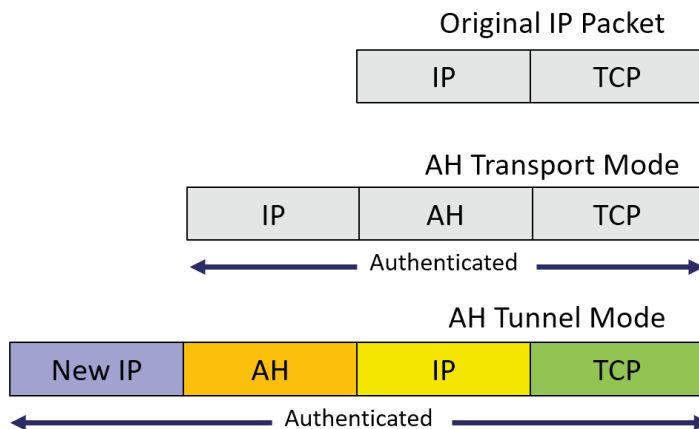 Original IP Packet
IP TCP
AH Transport Mode
IP AH TCP
Authenticated
AH Tunnel Mode
New IP AH IP TCP
Authenticated